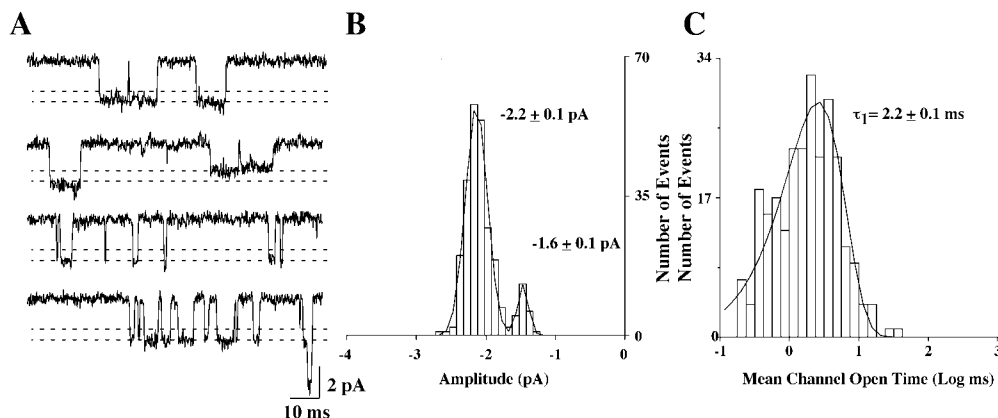 A
2 pA
10 ms
B
-2.2 ± 0.1 pA
-1.6 ± 0.1 pA
70
35
0
Number of Events
-4
-3
-2
-1
0
Amplitude (pA)
C
τ1= 2.2 ± 0.1 ms
34
17
0
Number of Events
-1
0
1
2
3
Mean Channel Open Time (Log ms)